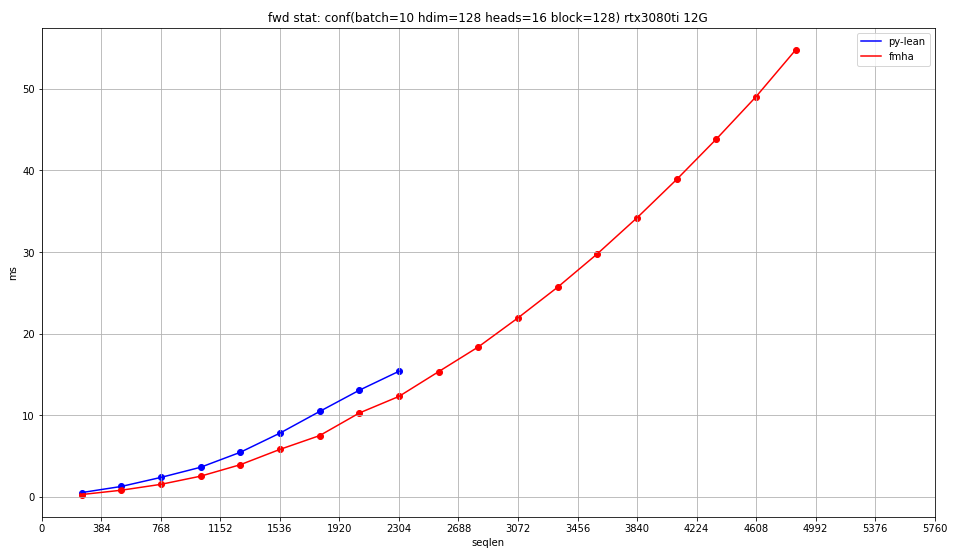 fwd stat: conf(batch=10 hdim=128 heads=16 block=128) rtx3080ti 12G
py-lean
fmha
50
40
30
20
10
0
ms
0 384 768 1152 1536 1920 2304 2688 3072 3456 3840 4224 4608 4992 5376 5760
seqlen